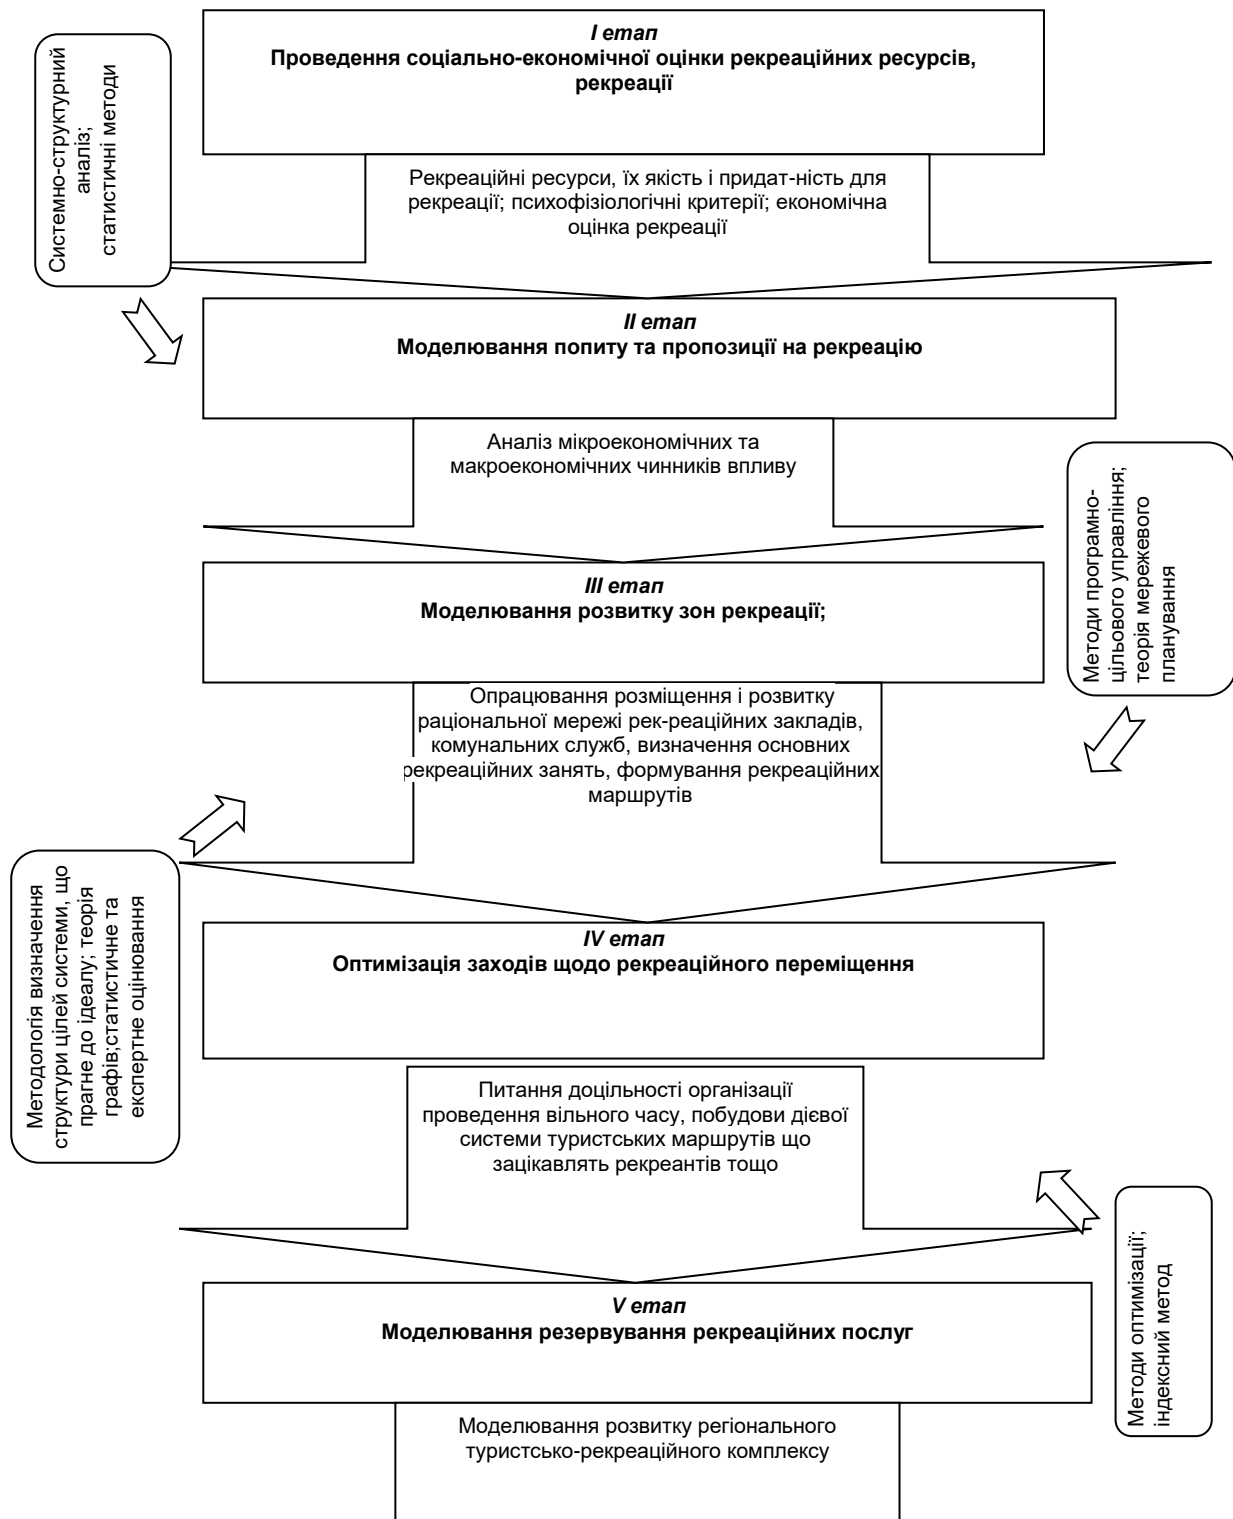 І етап
Проведення соціально-економічної оцінки рекреаційних ресурсів,
рекреації
Системно-структурний
аналіз;
статистичні методи
Рекреаційні ресурси, їх якість і придат-ність для
рекреації; психофізіологічні критерії; економічна
оцінка рекреації
ІІ етап
Моделювання попиту та пропозиції на рекреацію
Аналіз мікроекономічних та
макроекономічних чинників впливу
Методи програмно-
цільового управління;
теорія мережевого
планування
ІІІ етап
Моделювання розвитку зон рекреації;
Опрацювання розміщення і розвитку
раціональної мережі рек-реаційних закладів,
комунальних служб, визначення основних
рекреаційних занять, формування рекреаційних
маршрутів
Методологія визначення
структури цілей системи, що
прагне до ідеалу; теорія
графів;статистичне та
експертне оцінювання
IV етап
Оптимізація заходів щодо рекреаційного переміщення
Питання доцільності організації
проведення вільного часу, побудови дієвої
системи туристських маршрутів що
зацікавлять рекреантів тощо
Методи оптимізації;
індексний метод
V етап
Моделювання резервування рекреаційних послуг
Моделювання розвитку регіонального
туристсько-рекреаційного комплексу